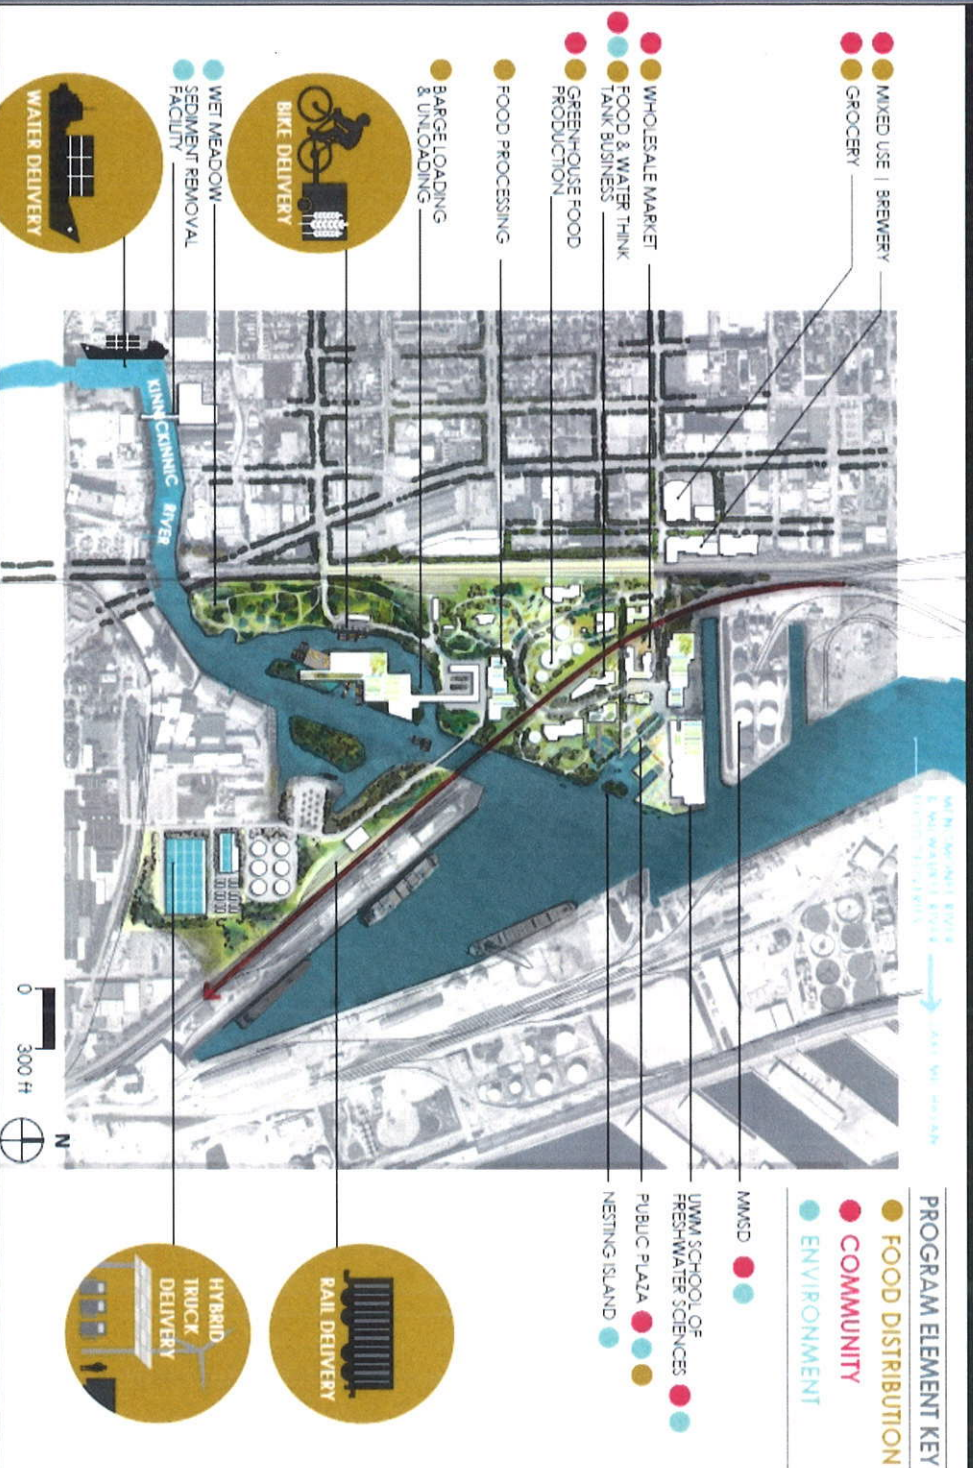 MIXED USE | BREWERY
GROCERY
WHOLESALE MARKET
FOOD & WATER THINK
TANK BUSINESS
GREENHOUSE FOOD
PRODUCTION
FOOD PROCESSING
BARGE LOADING
& UNLOADING
BIKE DELIVERY
WET MEADOW
SEDIMENT REMOVAL
FACILITY
WATER DELIVERY
KINNICKINNIC RIVER
& MILWAUKEE RIVER
PROGRAM ELEMENT KEY
FOOD DISTRIBUTION
COMMUNITY
ENVIRONMENT
MMSD
UWM SCHOOL OF
FRESHWATER SCIENCES
PUBLIC PLAZA
NESTING ISLAND
RAIL DELIVERY
HYBRID
TRUCK
DELIVERY
0 300 ft
N